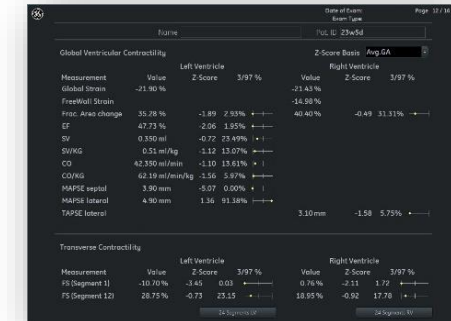 Date of Exam: Page 12/16
Exam Type
Name Pat. ID 23w5d
Global Ventricular Contractility Z-Score Basis Avg.GA
Left Ventricle Right Ventricle
Measurement Value Z-Score 3/97 % Value Z-Score 3/97 %
Global Strain -21.90 % -21.43 %
FreeWall Strain -14.98 %
Frac. Area change 35.28 % -1.89 2.93% 40.40 % -0.49 31.31%
EF 47.73 % -2.06 1.95%
SV 0.350 ml -0.72 23.49%
SV/KG 0.51 ml/kg -1.12 13.07%
CO 42.350 ml/min -1.10 13.61%
CO/KG 62.19 ml/min/kg -1.56 5.97%
MAPSE septal 3.90 mm -5.07 0.00%
MAPSE lateral 4.90 mm 1.36 91.38%
TAPSE lateral 3.10 mm -1.58 5.75%
Transverse Contractility
Left Ventricle Right Ventricle
Measurement Value Z-Score 3/97 % Value Z-Score 3/97 %
FS (Segment 1) -10.70 % -3.45 0.03 0.76 % -2.11 1.72
FS (Segment 12) 28.75 % -0.73 23.15 18.95 % -0.92 17.78
24 Segments LV 24 Segments RV